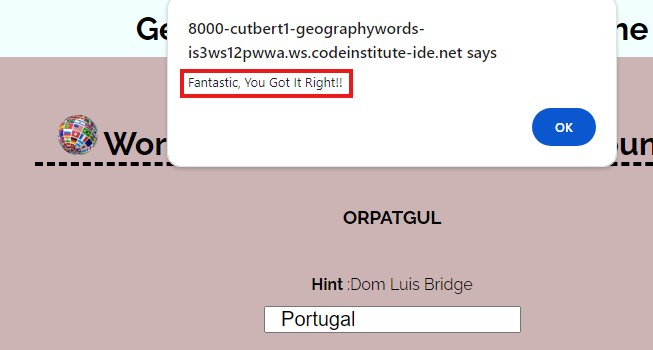 Ge
ne
8000-cutbert1-geographywords-
is3ws12pwwa.ws.codeinstitute-ide.net says
Fantastic, You Got It Right!!
OK
Wor
oun
ORPATGUL
Hint :Dom Luis Bridge
Portugal